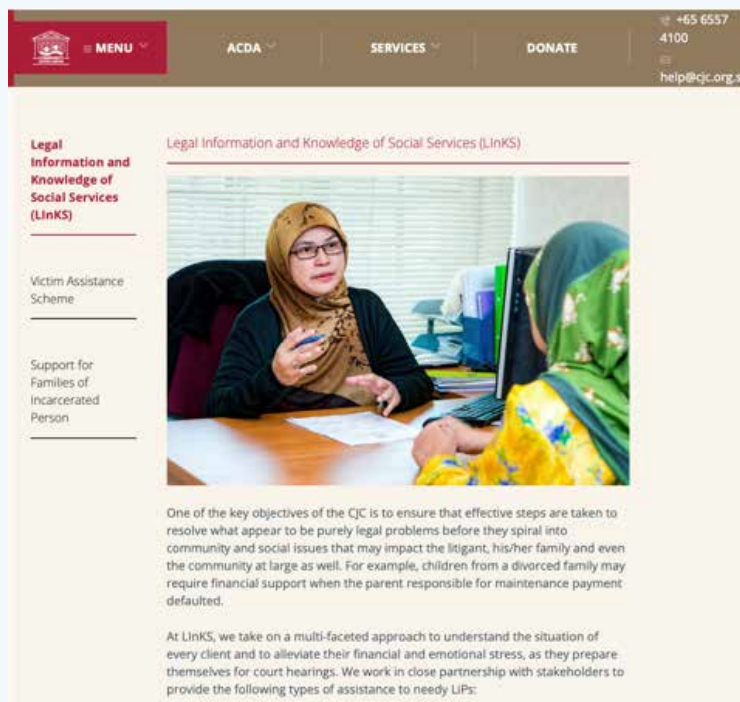 MENU
ACDA
SERVICES
DONATE
+65 6557
4100
help@cjc.org.s
Legal
Information and
Knowledge of
Social Services
(LInKS)
Victim Assistance
Scheme
Support for
Families of
Incarcerated
Person
Legal Information and Knowledge of Social Services (LInKS)
One of the key objectives of the CJC is to ensure that effective steps are taken to
resolve what appear to be purely legal problems before they spiral into
community and social issues that may impact the litigant, his/her family and even
the community at large as well. For example, children from a divorced family may
require financial support when the parent responsible for maintenance payment
defaulted.
At LInKS, we take on a multi-faceted approach to understand the situation of
every client and to alleviate their financial and emotional stress, as they prepare
themselves for court hearings. We work in close partnership with stakeholders to
provide the following types of assistance to needy LiPs: